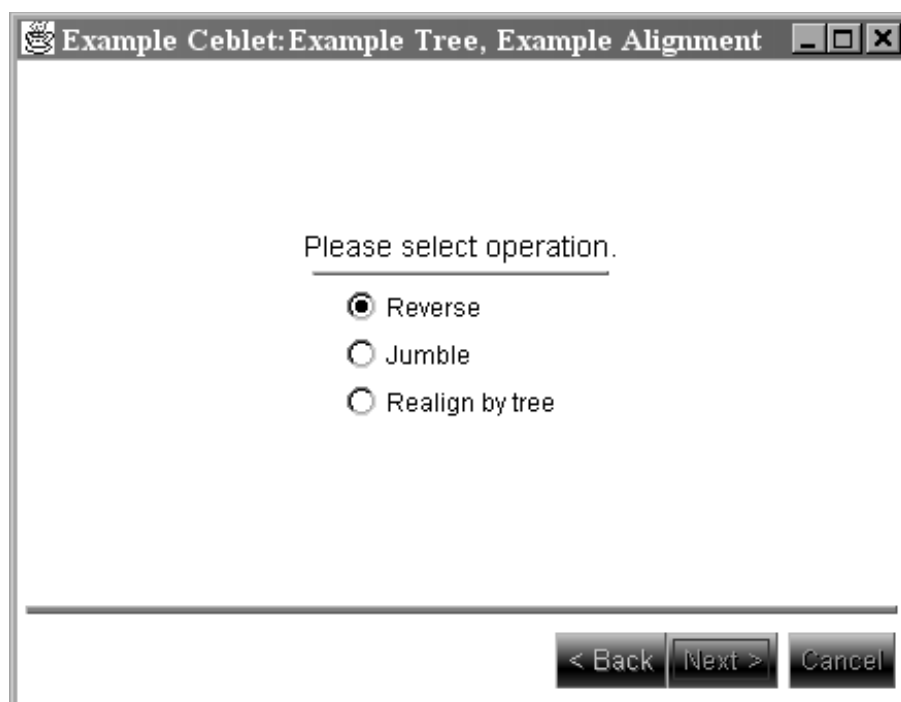 Example Ceblet:Example Tree, Example Alignment
Please select operation.
Reverse
Jumble
Realign by tree
< Back Next > Cancel